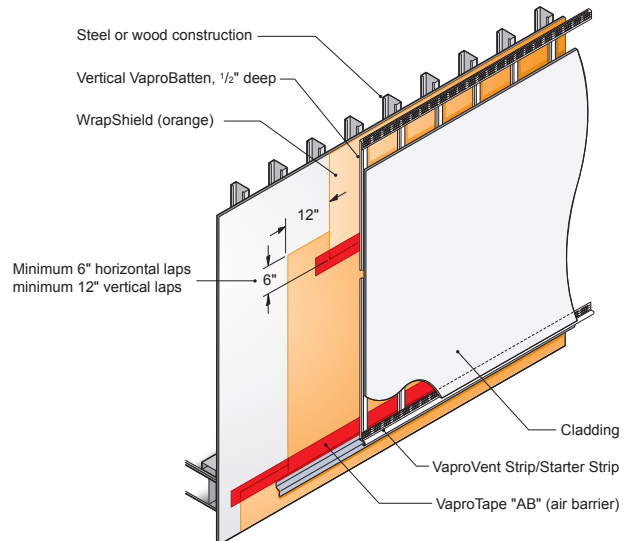 Steel or wood construction
Vertical VaproBatten, 1/2" deep
WrapShield (orange)
12"
6"
Minimum 6" horizontal laps
minimum 12" vertical laps
Cladding
VaproVent Strip/Starter Strip
VaproTape "AB" (air barrier)